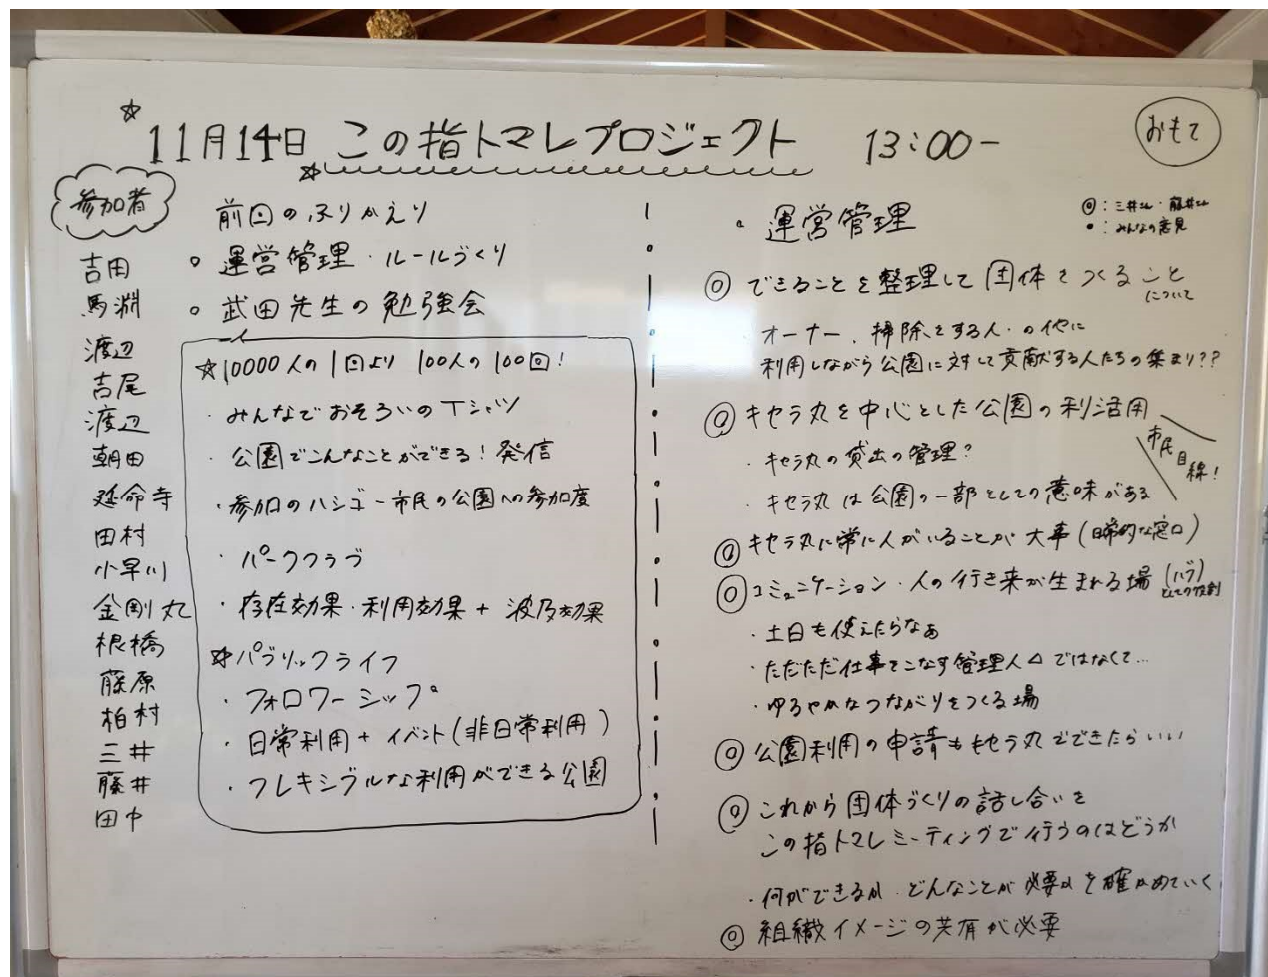 ☆11月14日 この指トマレプロジェクト 13:00-
おもて
参加者
吉田
馬淵
渡辺
吉尾
渡辺
朝田
延命寺
田村
小早川
金剛丸
根橋
藤原
柏村
三井
藤井
田中
前回のふりかえり
○ 運営管理・ルールづくり
○ 武田先生の勉強会
☆10000人の1回より 100人の100回!
・みんなでおそろいのTシャツ
・公園でこんなことができる!発信
・参加のハシゴー市民の公園への参加度
・パーククラブ
・存在効果・利用効果+波及効果
☆パブリックライフ
・フォロワーシップ
・日常利用+イベント(非日常利用)
・フレキシブルな利用ができる公園
。運営管理
◎:三井さん・藤井さん
•:みんなの意見
◎できることを整理して団体をつくること
について
オーナー、掃除をする人・の他に
利用しながら公園に対して貢献する人たちの集まり??
◎キセラ丸を中心とした公園の利活用
市民目線!
・キセラ丸の貸出の管理?
・キセラ丸は公園の一部としての意味がある
◎キセラ丸に常に人がいることが大事(日常的な窓口)
◎コミュニケーション・人の行き来が生まれる場(ハブ)
としての役割
・土日も使えたらなぁ
・ただただ仕事をこなす管理人 ではなくて…
・ゆるやかなつながりをつくる場
◎公園利用の申請もキセラ丸でできたらいい
◎これから団体づくりの話し合いを
この指トマレミーティングで行うのはどうか
・何ができるか・どんなことが必要かを確かめていく
◎組織イメージの共有が必要